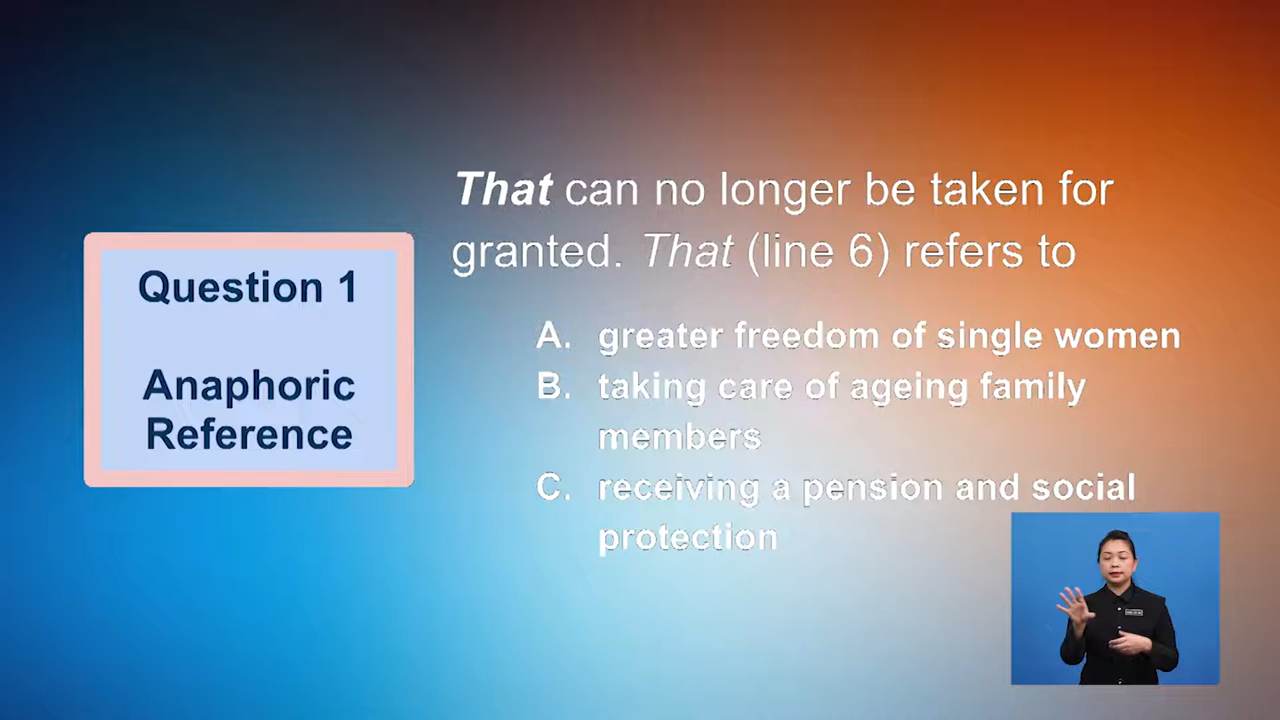 Question 1
Anaphoric
Reference
That can no longer be taken for
granted. That (line 6) refers to
A. greater freedom of single women
B. taking care of ageing family
members
C. receiving a pension and social
protection